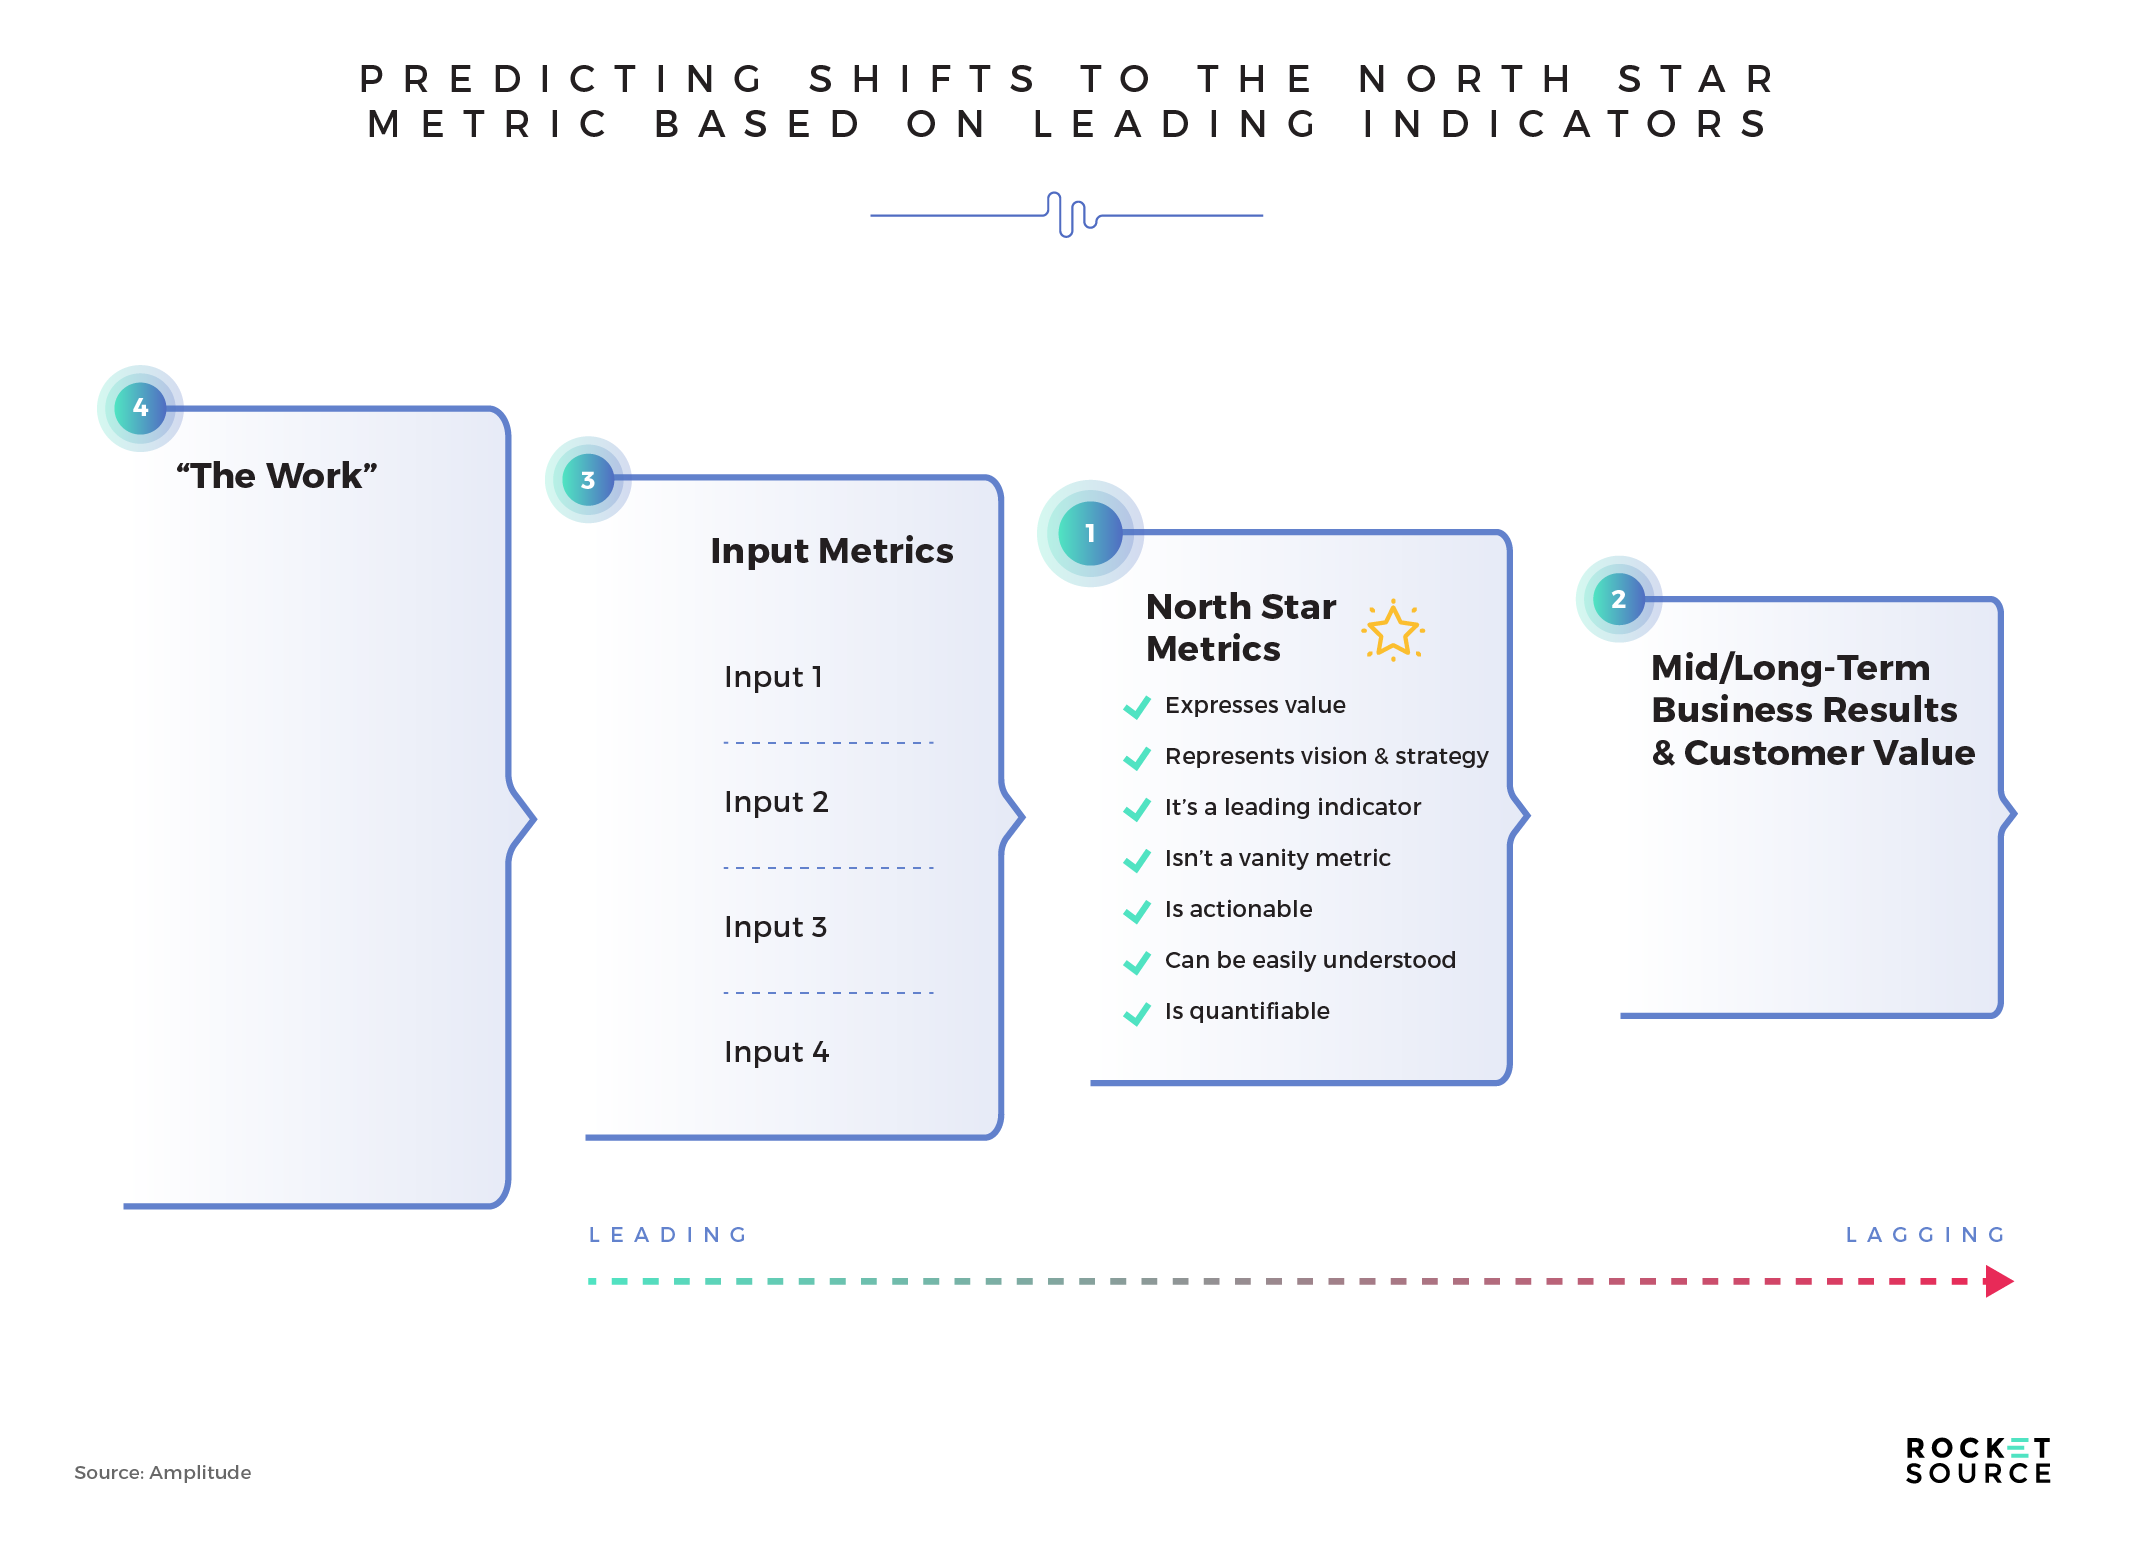 PREDICTING SHIFTS TO THE NORTH STAR
METRIC BASED ON LEADING INDICATORS
4
“The Work”
3
Input Metrics
Input 1
Input 2
Input 3
Input 4
1
North Star
Metrics
Expresses value
Represents vision & strategy
It’s a leading indicator
Isn’t a vanity metric
Is actionable
Can be easily understood
Is quantifiable
2
Mid/Long-Term
Business Results
& Customer Value
LEADING
LAGGING
Source: Amplitude
ROCKET
SOURCE